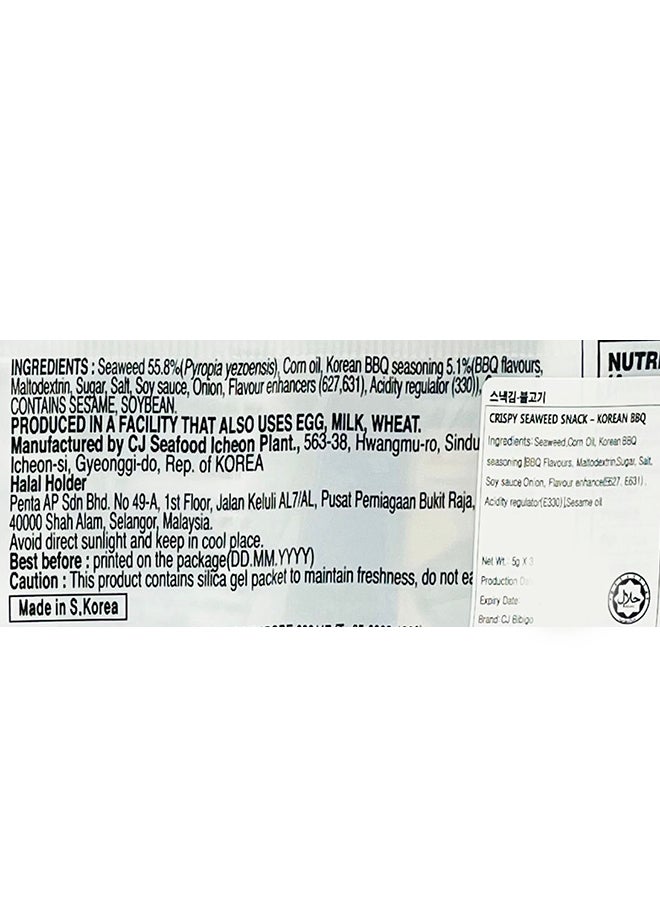 INGREDIENTS : Seaweed 55.8%(Pyropia yezoensis), Corn oil, Korean BBQ seasoning 5.1%(BBQ flavours,
Maltodextrin, Sugar, Salt, Soy sauce, Onion, Flavour enhancers (627,631), Acidity regulator (330)),
CONTAINS SESAME, SOYBEAN.
PRODUCED IN A FACILITY THAT ALSO USES EGG, MILK, WHEAT.
Manufactured by CJ Seafood Icheon Plant., 563-38, Hwangmu-ro, Sindu
Icheon-si, Gyeonggi-do, Rep. of KOREA
Halal Holder
Penta AP Sdn Bhd. No 49-A, 1st Floor, Jalan Keluli AL7/AL, Pusat Perniagaan Bukit Raja,
40000 Shah Alam, Selangor, Malaysia.
Avoid direct sunlight and keep in cool place.
Best before : printed on the package(DD.MM.YYYY)
Caution : This product contains silica gel packet to maintain freshness, do not ea
Made in S.Korea
NUTRI
스낵김-불고기
CRISPY SEAWEED SNACK – KOREAN BBQ
Ingredients: Seaweed,Corn Oil, Korean BBQ
seasoning [BBQ Flavours, Maltodextrin,Sugar, Salt,
Soy sauce Onion, Flavour enhance(E627, E631) ,
Acidity regulator(E330)],Sesame oil
Net Wt.: 5g X 3
Production Da
Expiry Date:
Brand: CJ Bibigo
حلال